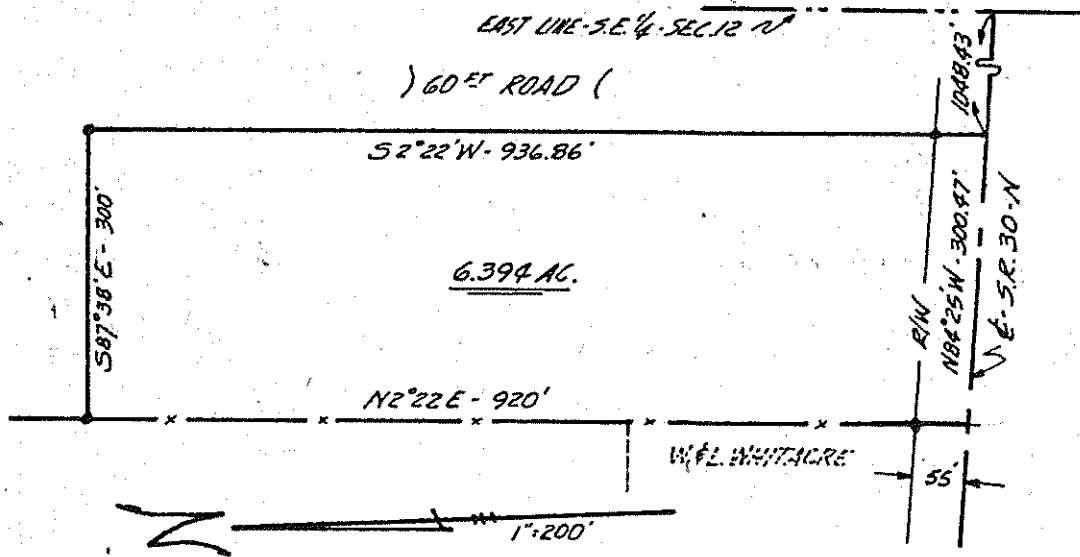 EAST LINE-S.E.¼-SEC.12
) 60 FT ROAD (
1048.43'
S 2°22'W - 936.86'
S87°38'E - 300'
6.394 AC.
R/W
N84°25'W - 300.47'
℄ - S.R. 30-N
N2°22E - 920'
W.&L. WHITACRE
55'
1"=200'